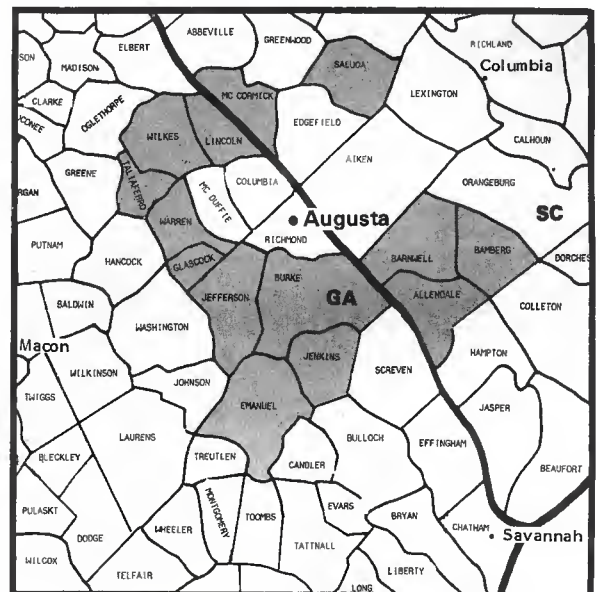 ABBEVILLE
GREENWOOD
RICHLAND
SON
ELBERT
MADISON
SALUDA
Columbia
CLARKE
MC CORMICK
LEXINGTON
OGLETHORPE
CONEE
WILKES
LINCOLN
EDGEFIELD
CALHOUN
AIKEN
GREENE
TALIAFERRO
COLUMBIA
MC DUFFIE
ORANGEBURG
RGAN
WARREN
Augusta
SC
PUTNAM
RICHMOND
BARNWELL
BAMBERG
HANCOCK
GLASCOCK
DORCHES
BURKE
JEFFERSON
GA
ALLENDALE
BALDWIN
COLLETON
WASHINGTON
Macon
JENKINS
HAMPTON
WILKINSON
SCREVEN
JOHNSON
TWIGGS
EMANUEL
JASPER
LAURENS
BULLOCH
EFFINGHAM
BLECKLEY
TREUTLEN
CANDLER
BEAUFORT
MONTGOMERY
PULASKT
TOOMBS
EVARS
BRYAN
WHEELER
CHATHAM
DODGE
Savannah
TATTNALL
WILCOX
TELFAIR
LIBERTY
LONG